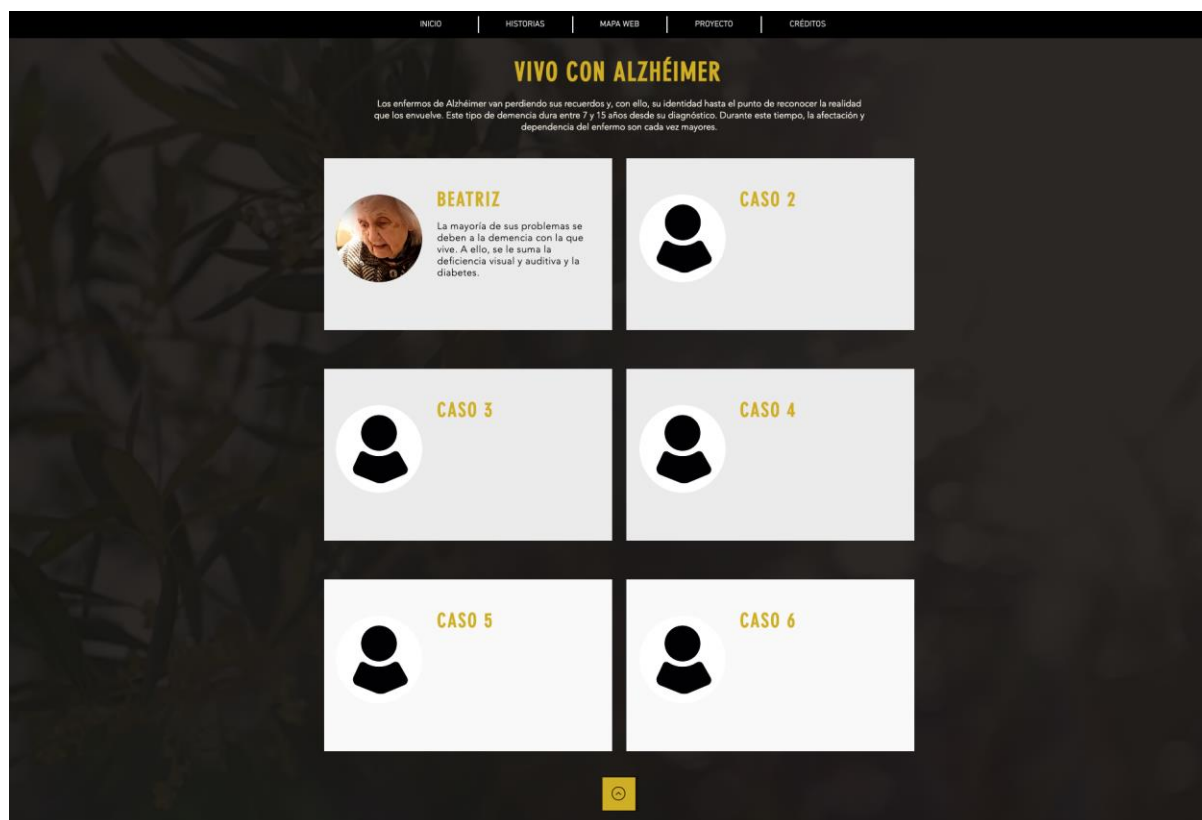 INICIO
HISTORIAS
MAPA WEB
PROYECTO
CRÉDITOS
VIVO CON ALZHÉIMER
Los enfermos de Alzhéimer van perdiendo sus recuerdos y, con ello, su identidad hasta el punto de reconocer la realidad
que los envuelve. Este tipo de demencia dura entre 7 y 15 años desde su diagnóstico. Durante este tiempo, la afectación y
dependencia del enfermo son cada vez mayores.
BEATRIZ
La mayoría de sus problemas se
deben a la demencia con la que
vive. A ello, se le suma la
deficiencia visual y auditiva y la
diabetes.
CASO 2
CASO 3
CASO 4
CASO 5
CASO 6